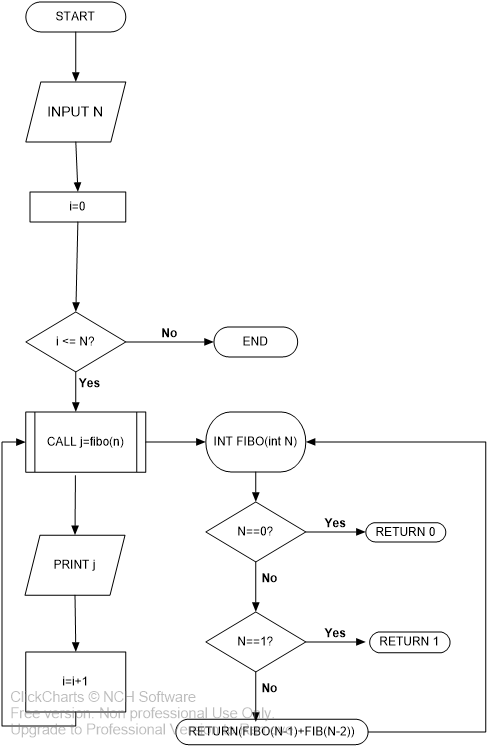 START
INPUT N
i=0
i <= N?
No
END
Yes
CALL j=fibo(n)
INT FIBO(int N)
N==0?
Yes
RETURN 0
No
PRINT j
N==1?
Yes
RETURN 1
No
i=i+1
RETURN(FIBO(N-1)+FIB(N-2))
ClickCharts © NCH Software
Free version. Non professional Use Only.
Upgrade to Professional